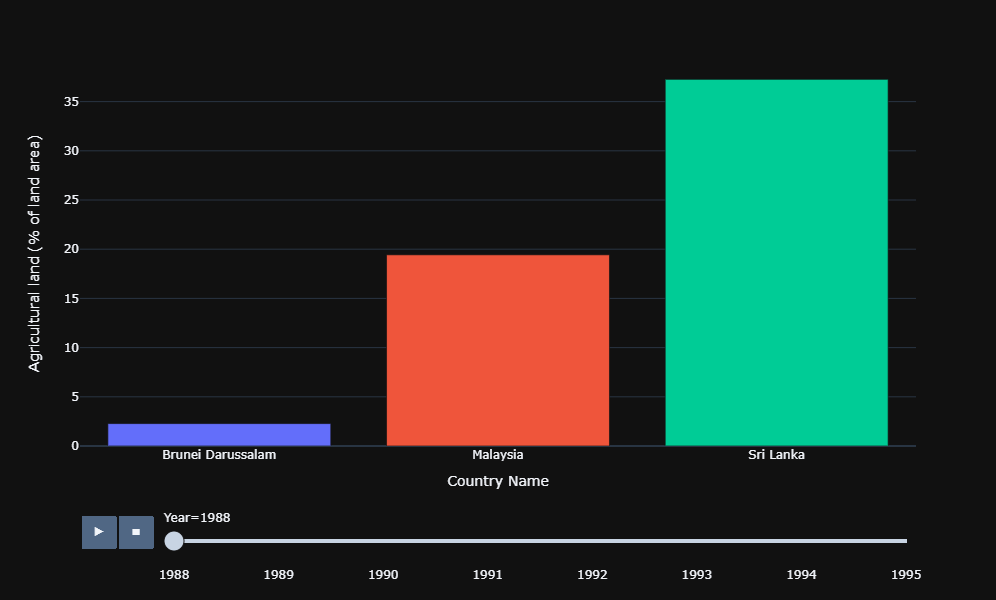 Agricultural land (% of land area)
35
30
25
20
15
10
5
0
Brunei Darussalam Malaysia Sri Lanka
Country Name
Year=1988
1988 1989 1990 1991 1992 1993 1994 1995